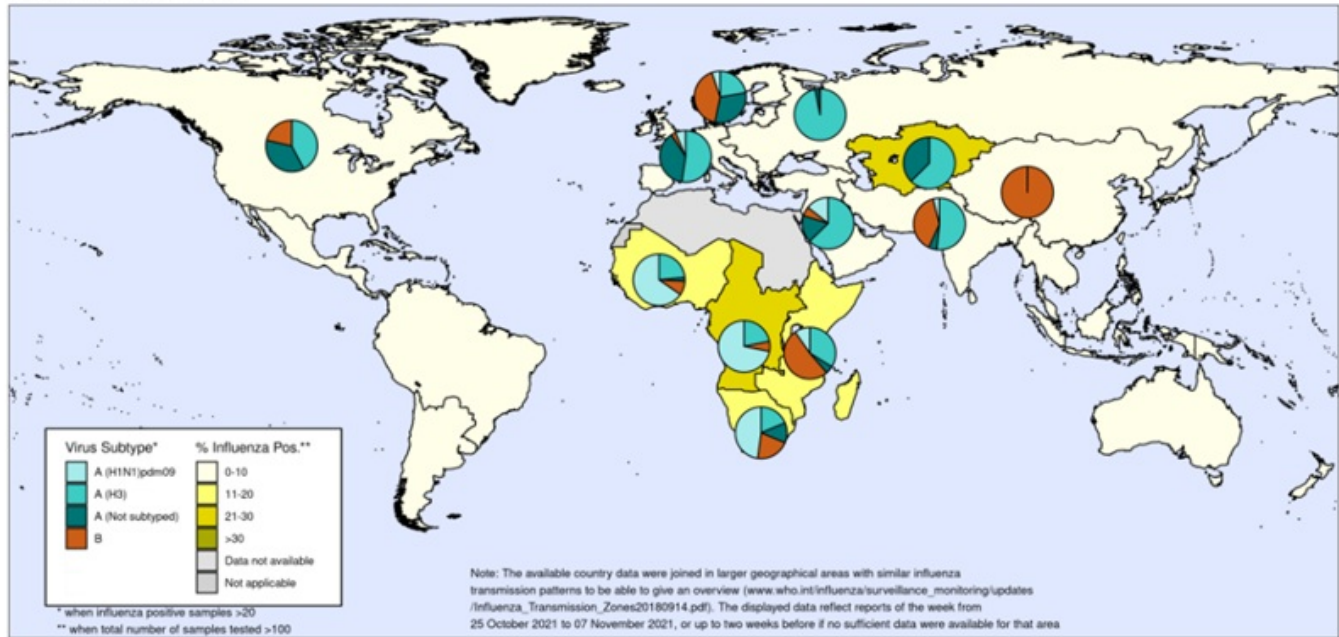 Virus Subtype*
A (H1N1)pdm09
A (H3)
A (Not subtyped)
B
% Influenza Pos.**
0-10
11-20
21-30
>30
Data not available
Not applicable
* when influenza positive samples >20
** when total number of samples tested >100
Note: The available country data were joined in larger geographical areas with similar influenza
transmission patterns to be able to give an overview (www.who.int/influenza/surveillance_monitoring/updates
/Influenza_Transmission_Zones20180914.pdf). The displayed data reflect reports of the week from
25 October 2021 to 07 November 2021, or up to two weeks before if no sufficient data were available for that area